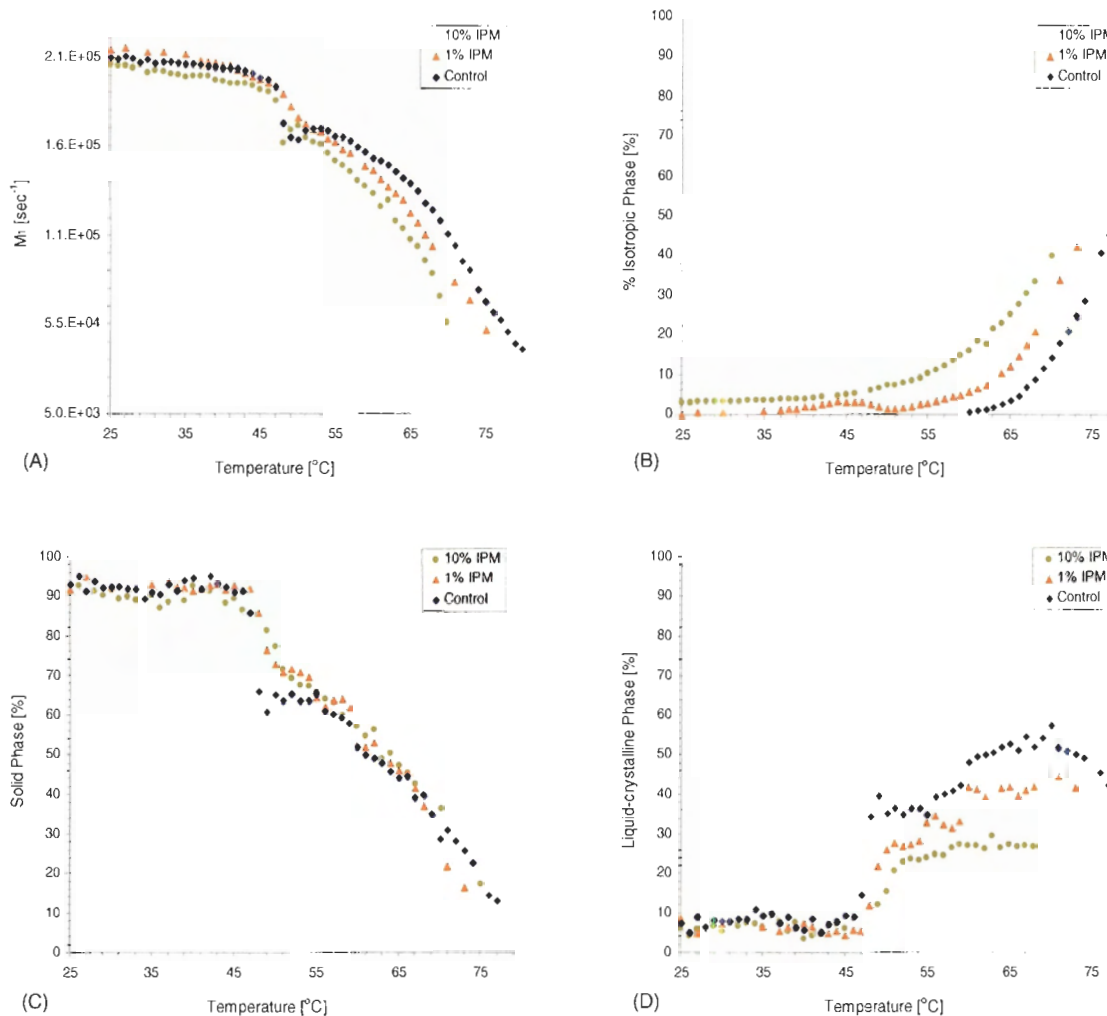 10% IPM
1% IPM
Control
2.1.E+05
1.6.E+05
1.1.E+05
5.5.E+04
5.0.E+03
M1 [sec-1]
25 35 45 55 65 75
Temperature [°C]
(A)
10% IPM
1% IPM
Control
100
90
80
70
60
50
40
30
20
10
0
% Isotropic Phase [%]
25 35 45 55 65 75
Temperature [°C]
(B)
10% IPM
1% IPM
Control
100
90
80
70
60
50
40
30
20
10
0
Solid Phase [%]
25 35 45 55 65 75
Temperature [°C]
(C)
10% IPM
1% IPM
Control
100
90
80
70
60
50
40
30
20
10
0
Liquid-crystalline Phase [%]
25 35 45 55 65 75
Temperature [°C]
(D)